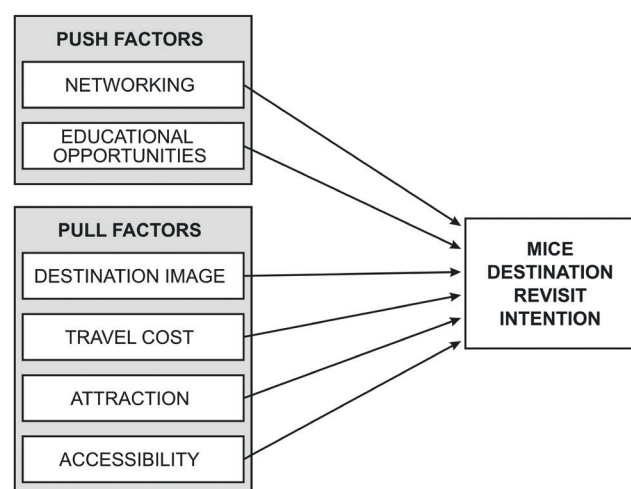 PUSH FACTORS
NETWORKING
EDUCATIONAL
OPPORTUNITIES
PULL FACTORS
DESTINATION IMAGE
TRAVEL COST
ATTRACTION
ACCESSIBILITY
MICE
DESTINATION
REVISIT
INTENTION